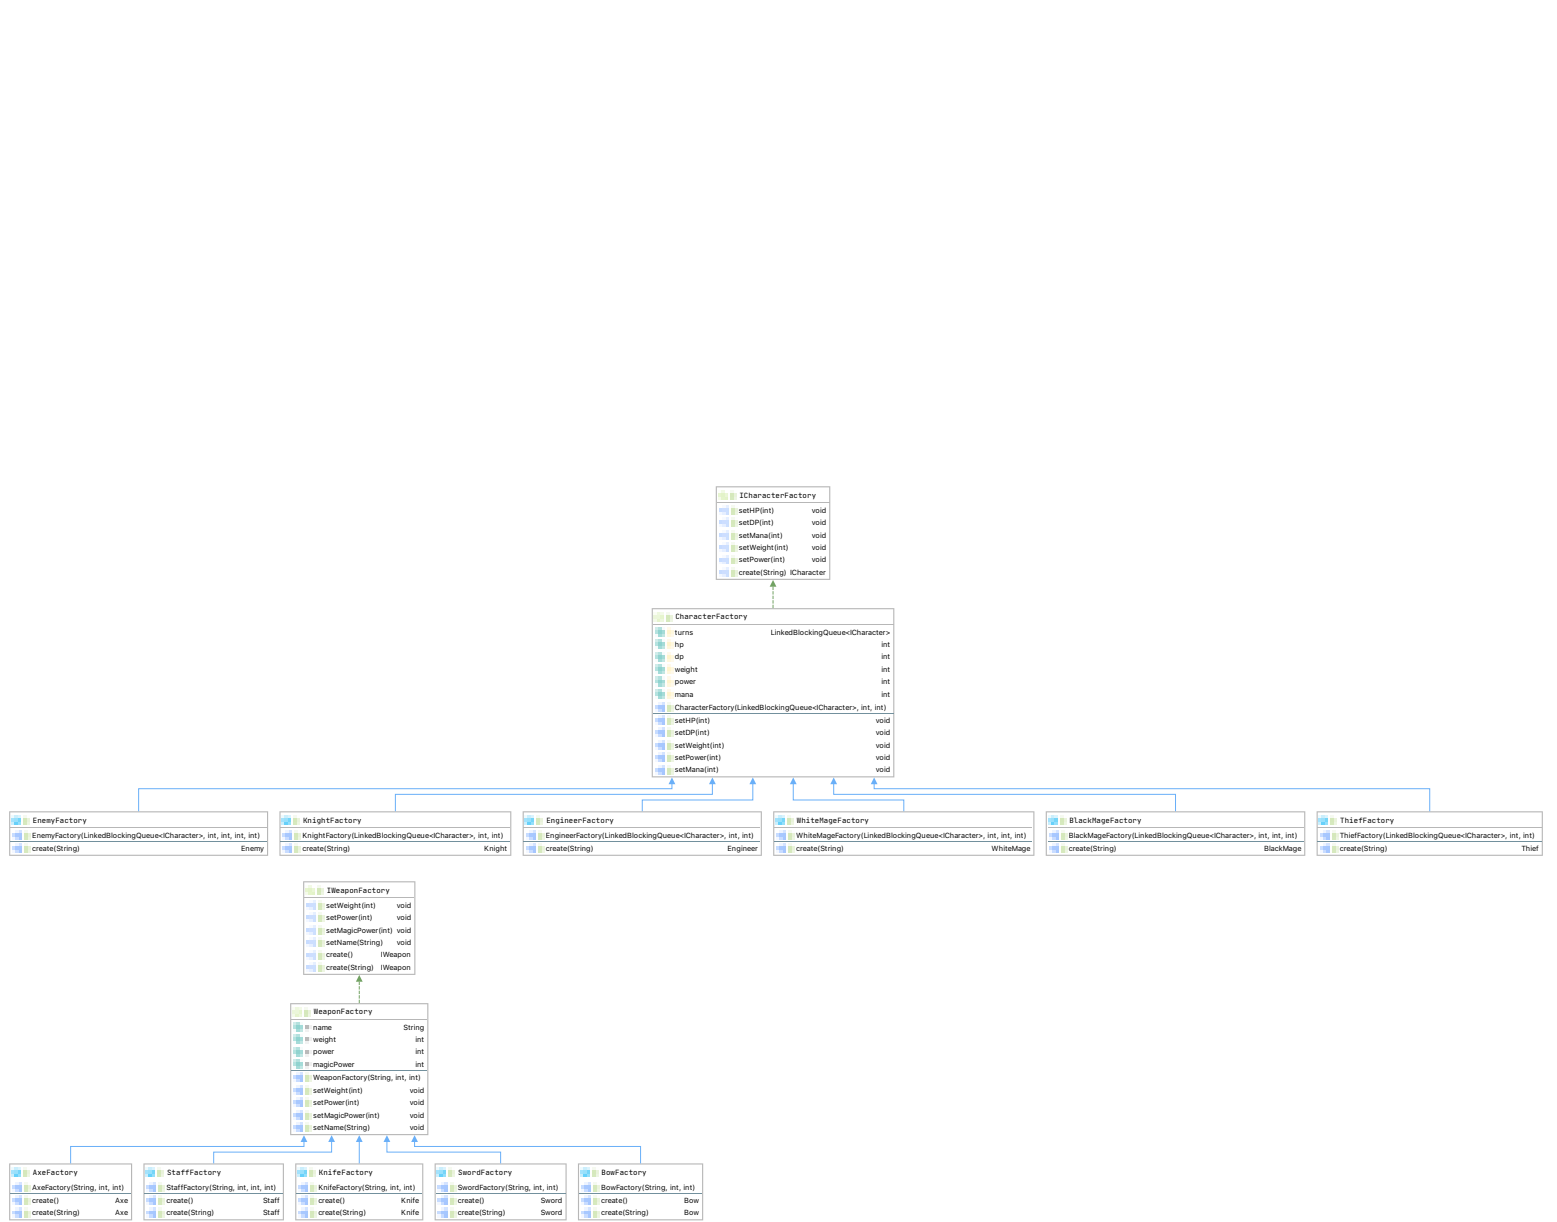 ICharacterFactory
setHP(int) void
setDP(int) void
setMana(int) void
setWeight(int) void
setPower(int) void
create(String) ICharacter
CharacterFactory
turns LinkedBlockingQueue<ICharacter>
hp int
dp int
weight int
power int
mana int
CharacterFactory(LinkedBlockingQueue<ICharacter>, int, int)
setHP(int) void
setDP(int) void
setWeight(int) void
setPower(int) void
setMana(int) void
EnemyFactory
EnemyFactory(LinkedBlockingQueue<ICharacter>, int, int, int, int)
create(String) Enemy
KnightFactory
KnightFactory(LinkedBlockingQueue<ICharacter>, int, int)
create(String) Knight
EngineerFactory
EngineerFactory(LinkedBlockingQueue<ICharacter>, int, int)
create(String) Engineer
WhiteMageFactory
WhiteMageFactory(LinkedBlockingQueue<ICharacter>, int, int, int)
create(String) WhiteMage
BlackMageFactory
BlackMageFactory(LinkedBlockingQueue<ICharacter>, int, int, int)
create(String) BlackMage
ThiefFactory
ThiefFactory(LinkedBlockingQueue<ICharacter>, int, int)
create(String) Thief
IWeaponFactory
setWeight(int) void
setPower(int) void
setMagicPower(int) void
setName(String) void
create() IWeapon
create(String) IWeapon
WeaponFactory
name String
weight int
power int
magicPower int
WeaponFactory(String, int, int)
setWeight(int) void
setPower(int) void
setMagicPower(int) void
setName(String) void
AxeFactory
AxeFactory(String, int, int)
create() Axe
create(String) Axe
StaffFactory
StaffFactory(String, int, int, int)
create() Staff
create(String) Staff
KnifeFactory
KnifeFactory(String, int, int)
create() Knife
create(String) Knife
SwordFactory
SwordFactory(String, int, int)
create() Sword
create(String) Sword
BowFactory
BowFactory(String, int, int)
create() Bow
create(String) Bow